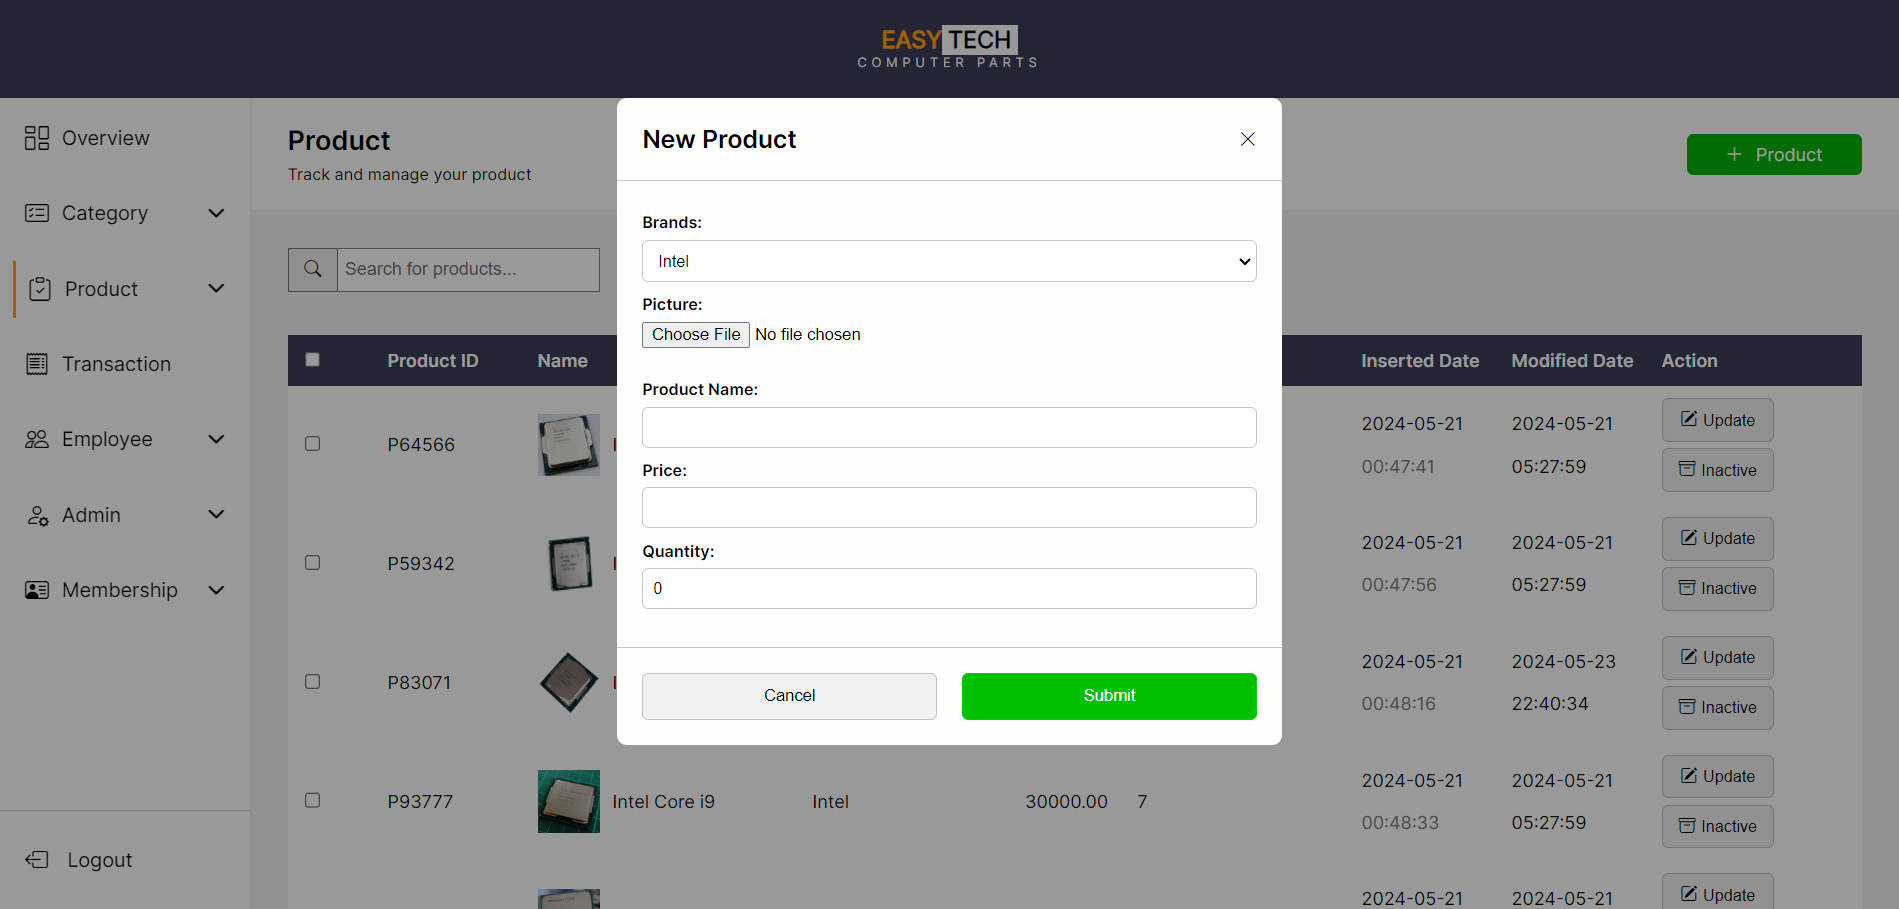 EASY TECH
COMPUTER PARTS
Overview
Category
Product
Transaction
Employee
Admin
Membership
Logout
Product
Track and manage your product
+ Product
Search for products...
Product ID Name Inserted Date Modified Date Action
P64566 I 2024-05-21 2024-05-21 Update
00:47:41 05:27:59 Inactive
P59342 I 2024-05-21 2024-05-21 Update
00:47:56 05:27:59 Inactive
P83071 I 2024-05-21 2024-05-23 Update
00:48:16 22:40:34 Inactive
P93777 Intel Core i9 Intel 30000.00 7 2024-05-21 2024-05-21 Update
00:48:33 05:27:59 Inactive
2024-05-21 2024-05-21 Update
New Product
Brands:
Intel
Picture:
Choose File No file chosen
Product Name:
Price:
Quantity:
0
Cancel Submit